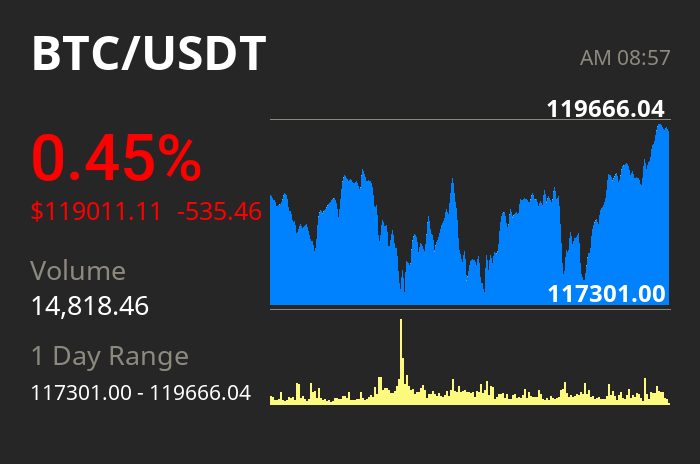 BTC/USDT
AM 08:57
119666.04
0.45%
$119011.11 -535.46
Volume
14,818.46
117301.00
1 Day Range
117301.00 - 119666.04